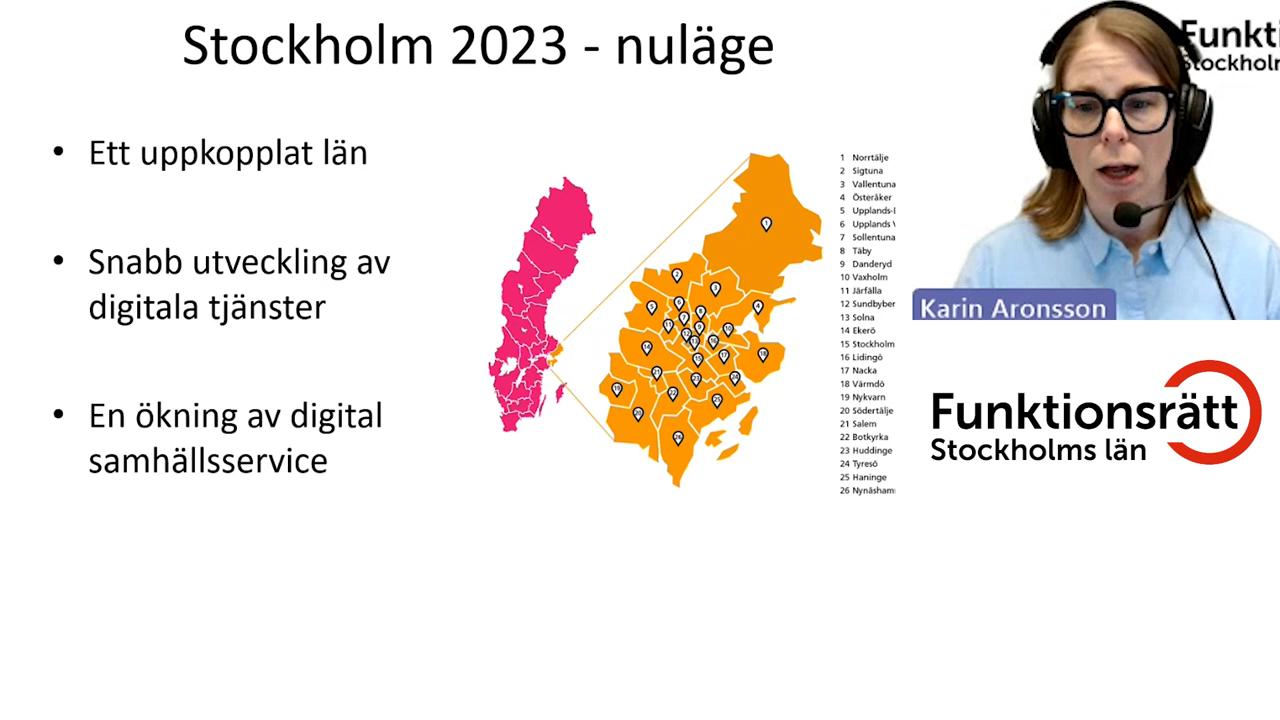 Stockholm 2023 - nuläge
• Ett uppkopplat län
• Snabb utveckling av
digitala tjänster
• En ökning av digital
samhällsservice
1 Norrtälje
2 Sigtuna
3 Vallentuna
4 Österåker
5 Upplands-
6 Upplands
7 Sollentuna
8 Täby
9 Danderyd
10 Vaxholm
11 Järfälla
12 Sundbyber
13 Solna
14 Ekerö
15 Stockholm
16 Lidingö
17 Nacka
18 Värmdö
19 Nykvarn
20 Södertälje
21 Salem
22 Botkyrka
23 Huddinge
24 Tyresö
25 Haninge
26 Nynäsham
Funkti
Stockholm
Karin Aronsson
Funktionsrätt
Stockholms län